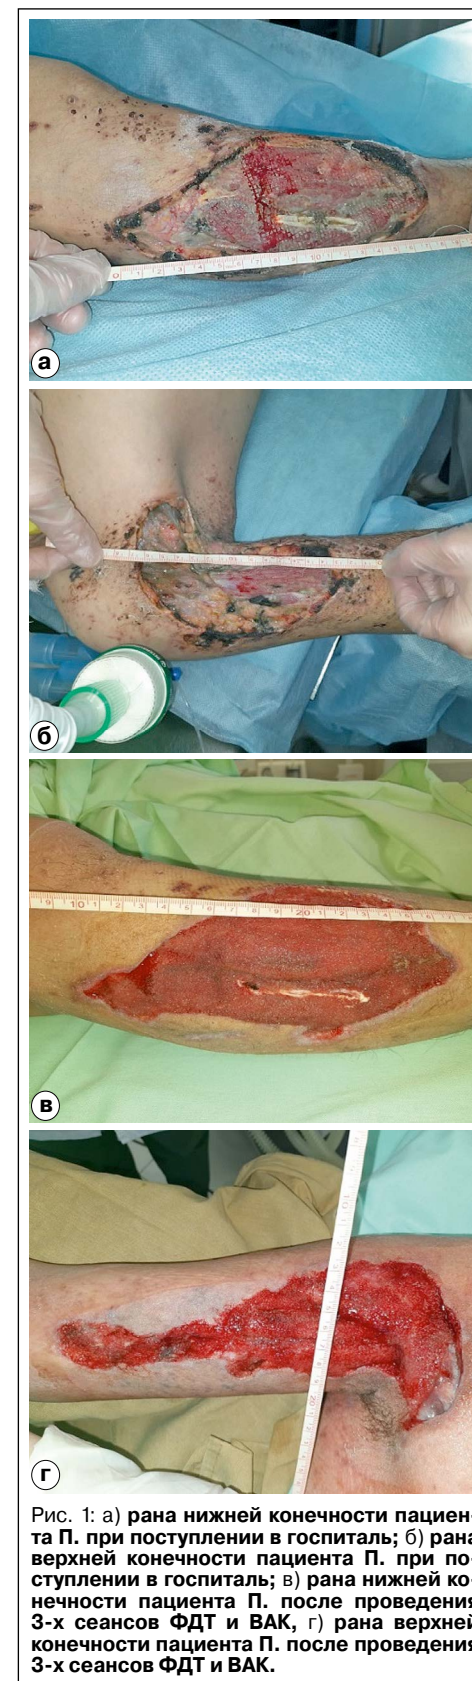 а
б
в
г
Рис. 1: а) рана нижней конечности пациен-
та П. при поступлении в госпиталь; б) рана
верхней конечности пациента П. при по-
ступлении в госпиталь; в) рана нижней ко-
нечности пациента П. после проведения
3-х сеансов ФДТ и ВАК, г) рана верхней
конечности пациента П. после проведения
3-х сеансов ФДТ и ВАК.